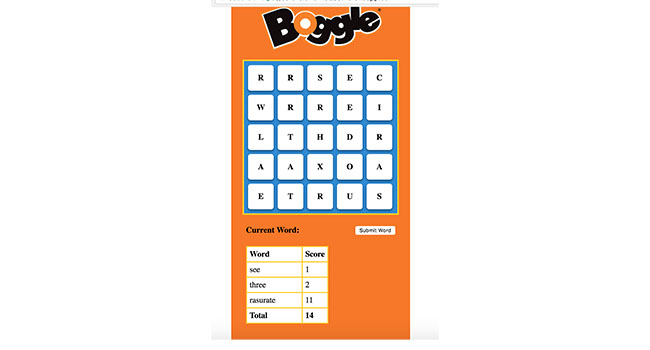 Boggle
R R S E C
W R R E I
L T H D R
A A X O A
E T R U S
Current Word: Submit Word
Word Score
see 1
three 2
rasurate 11
Total 14